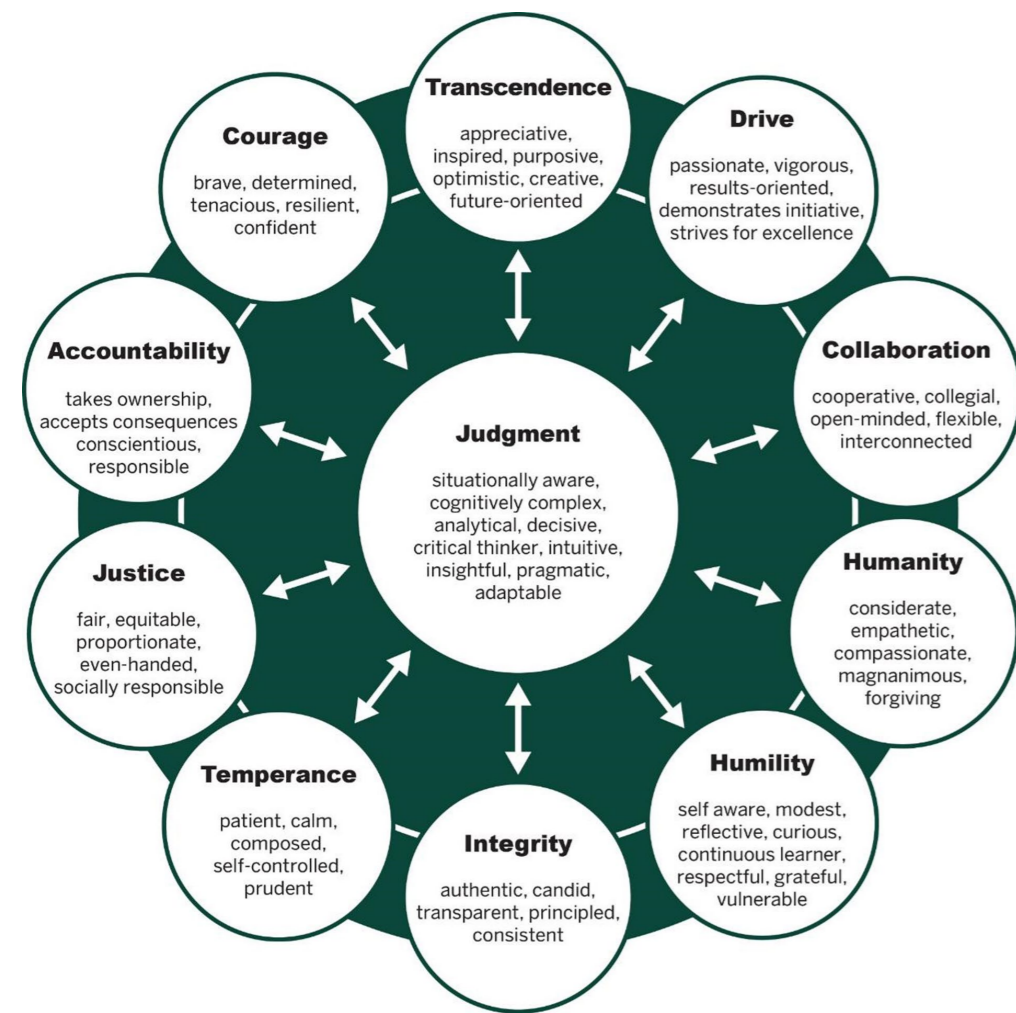 Transcendence
appreciative,
inspired, purposive,
optimistic, creative,
future-oriented
Drive
passionate, vigorous,
results-oriented,
demonstrates initiative,
strives for excellence
Collaboration
cooperative, collegial,
open-minded, flexible,
interconnected
Humanity
considerate,
empathetic,
compassionate,
magnanimous,
forgiving
Humility
self aware, modest,
reflective, curious,
continuous learner,
respectful, grateful,
vulnerable
Integrity
authentic, candid,
transparent, principled,
consistent
Temperance
patient, calm,
composed,
self-controlled,
prudent
Justice
fair, equitable,
proportionate,
even-handed,
socially responsible
Accountability
takes ownership,
accepts consequences
conscientious,
responsible
Courage
brave, determined,
tenacious, resilient,
confident
Judgment
situationally aware,
cognitively complex,
analytical, decisive,
critical thinker, intuitive,
insightful, pragmatic,
adaptable